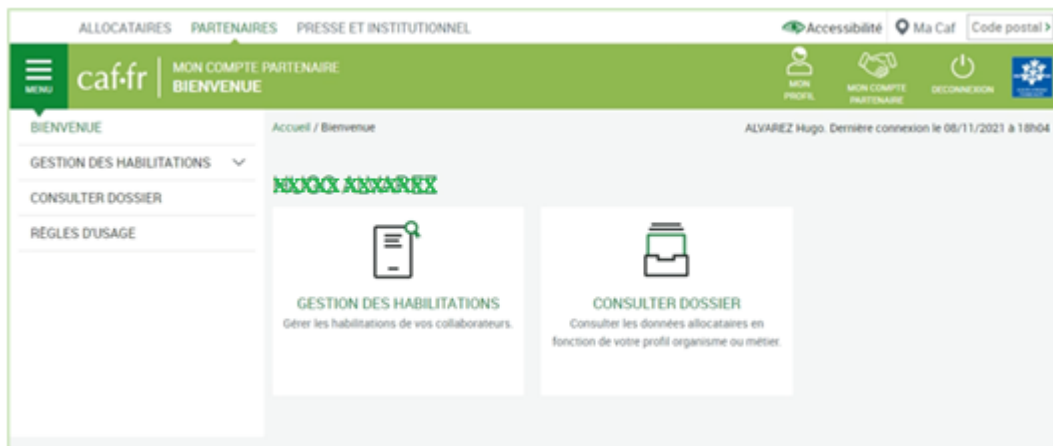 ALLOCATAIRES PARTENAIRES PRESSE ET INSTITUTIONNEL Accessibilité Ma Caf Code postal >
MENU caf.fr MON COMPTE PARTENAIRE
BIENVENUE
MON PROFIL
MON COMPTE PARTENAIRE
DECONNEXION
BIENVENUE
GESTION DES HABILITATIONS
CONSULTER DOSSIER
RÈGLES D'USAGE
Accueil / Bienvenue
ALVAREZ Hugo. Dernière connexion le 08/11/2021 à 18h04
GESTION DES HABILITATIONS
Gérer les habilitations de vos collaborateurs.
CONSULTER DOSSIER
Consulter les données allocataires en
fonction de votre profil organisme ou métier.